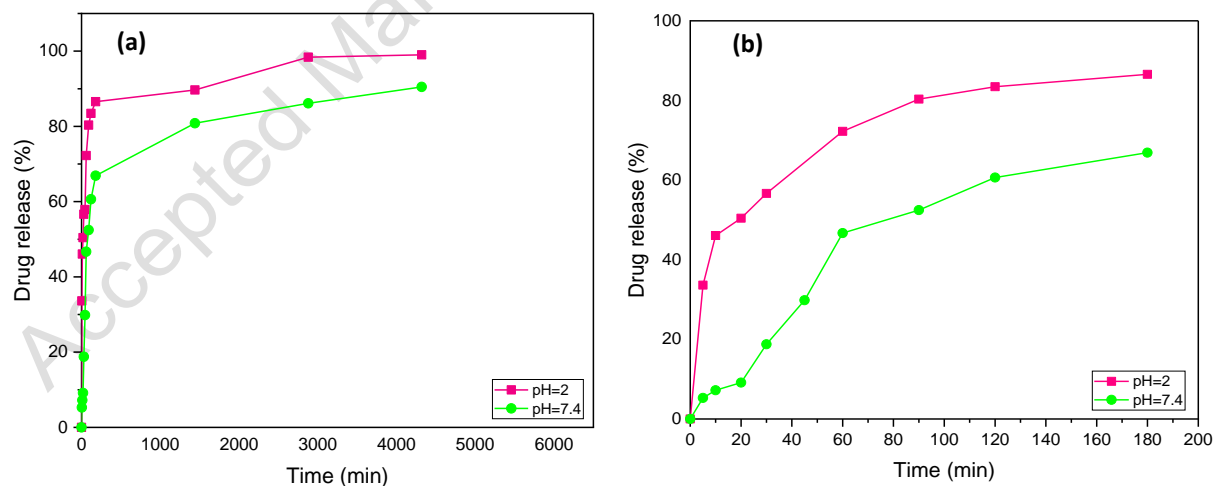 (a)
Drug release (%)
100
80
60
40
20
0
0 1000 2000 3000 4000 5000 6000
Time (min)
pH=2
pH=7.4
Accepted Ma
(b)
Drug release (%)
100
80
60
40
20
0
0 20 40 60 80 100 120 140 160 180 200
Time (min)
pH=2
pH=7.4